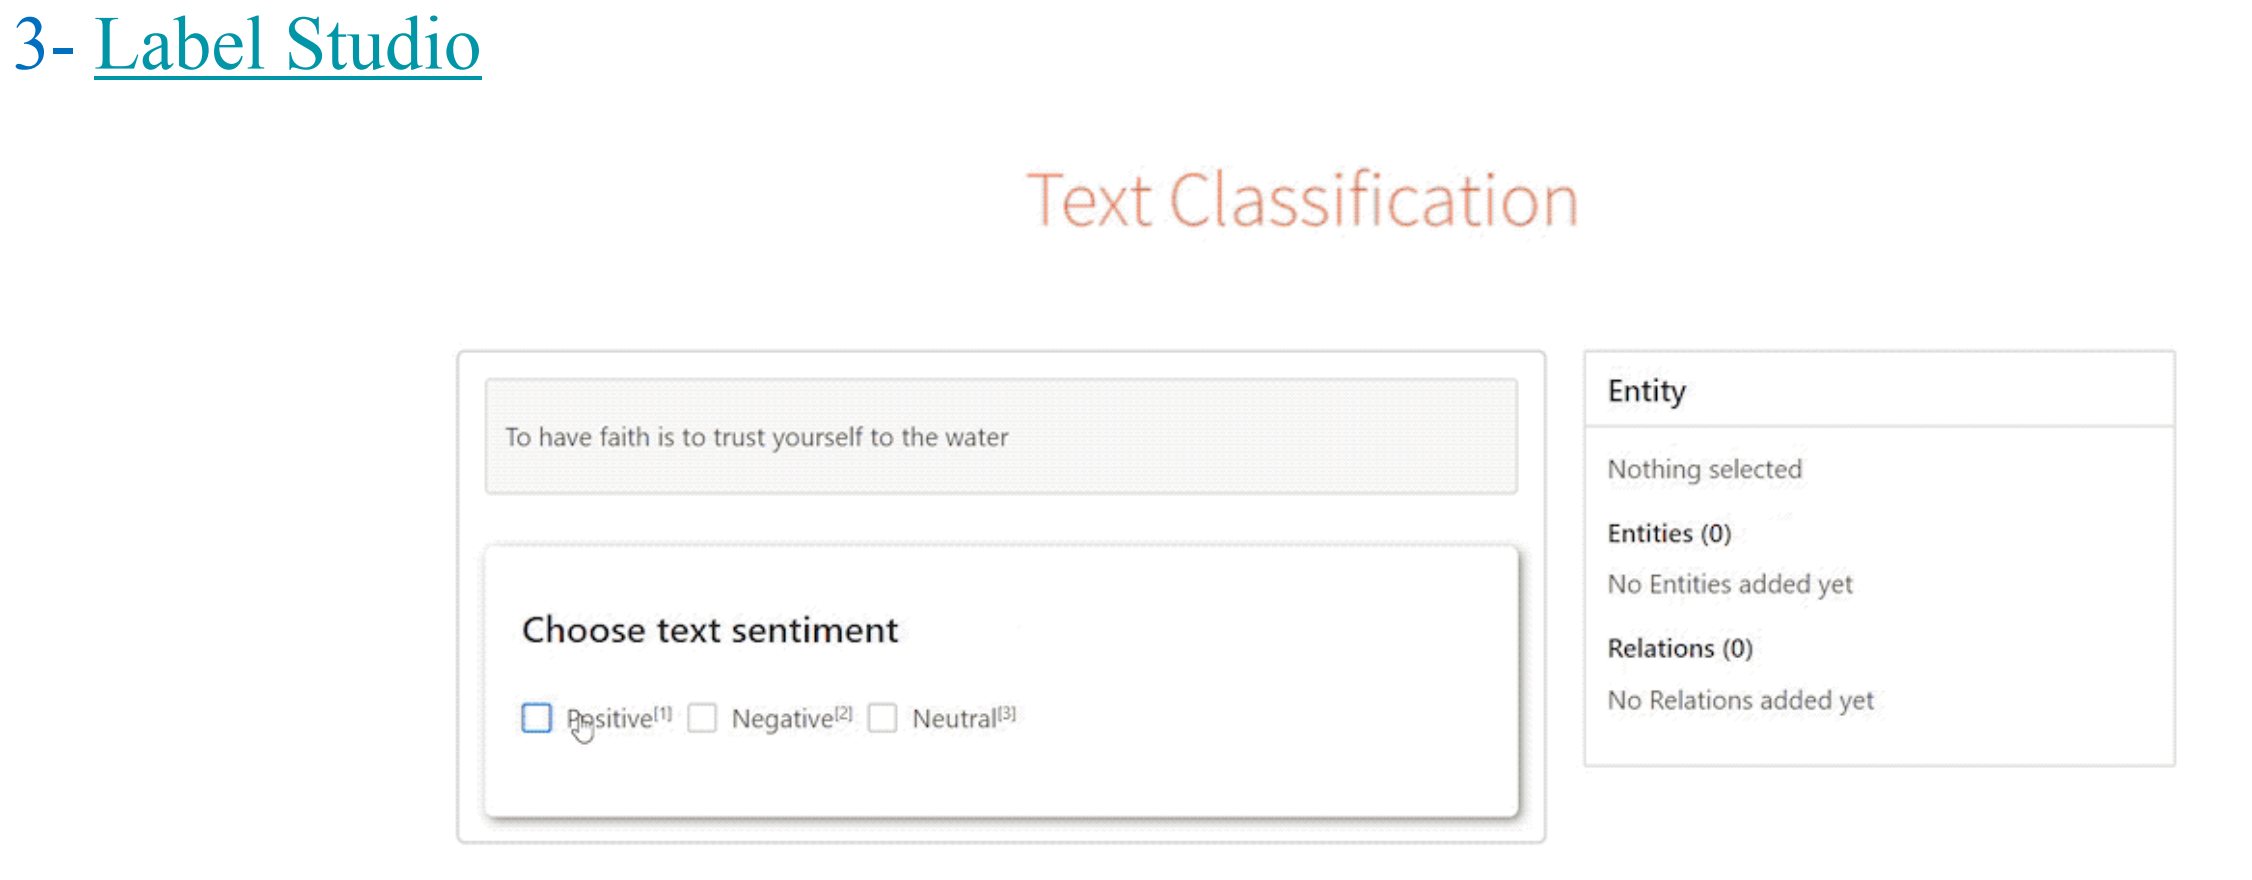 3- Label Studio
Text Classification
To have faith is to trust yourself to the water
Choose text sentiment
Positive[1] Negative[2] Neutral[3]
Entity
Nothing selected
Entities (0)
No Entities added yet
Relations (0)
No Relations added yet